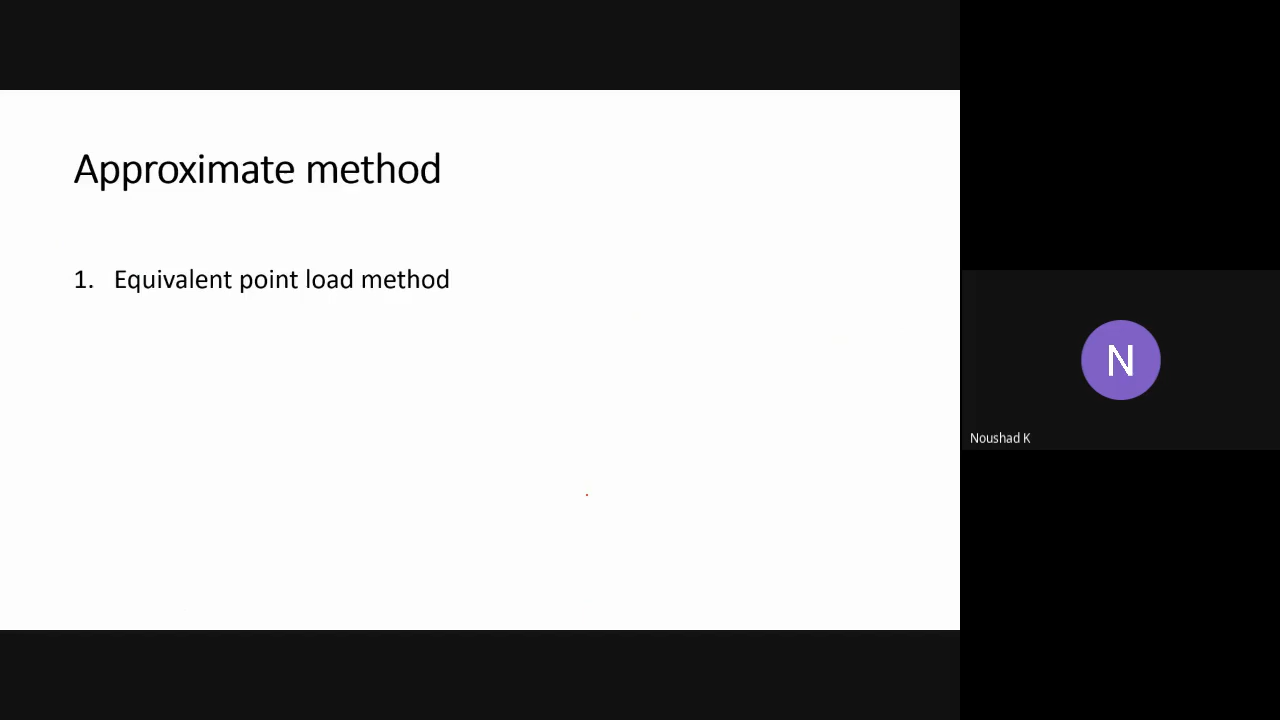 Approximate method
1. Equivalent point load method
N
Noushad K